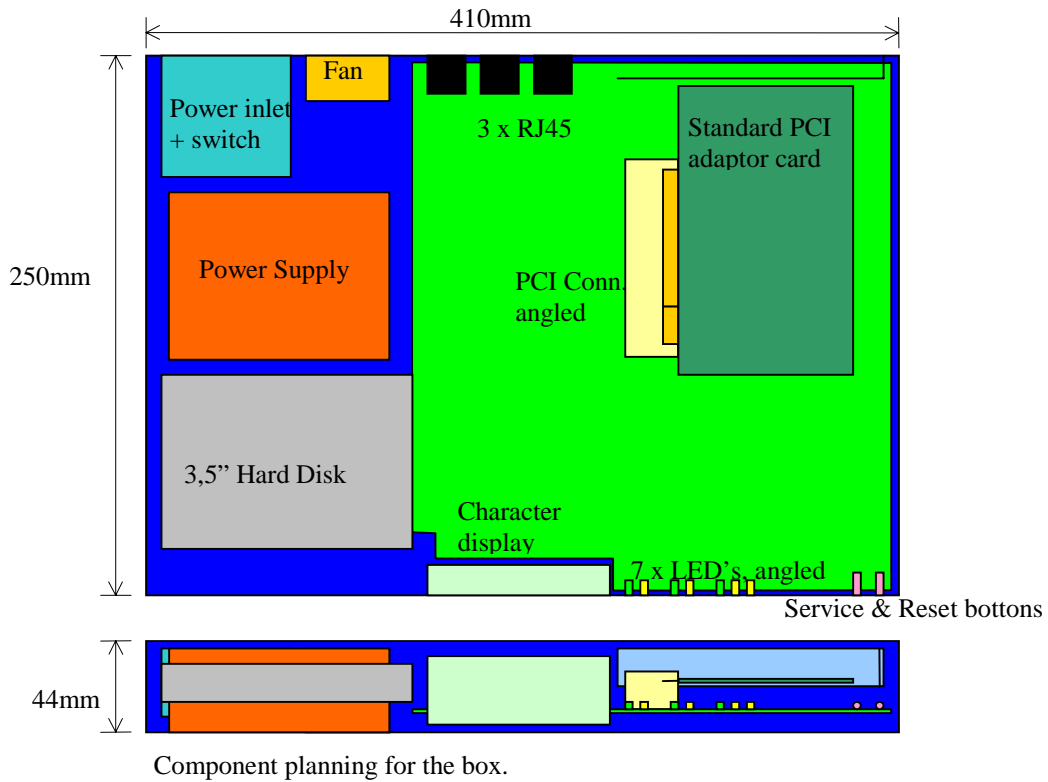 410mm
Fan
Power inlet
+ switch
3 x RJ45
Standard PCI
adaptor card
250mm
Power Supply
PCI Conn.
angled
3,5” Hard Disk
Character
display
7 x LED's, angled
Service & Reset bottons
44mm
Component planning for the box.